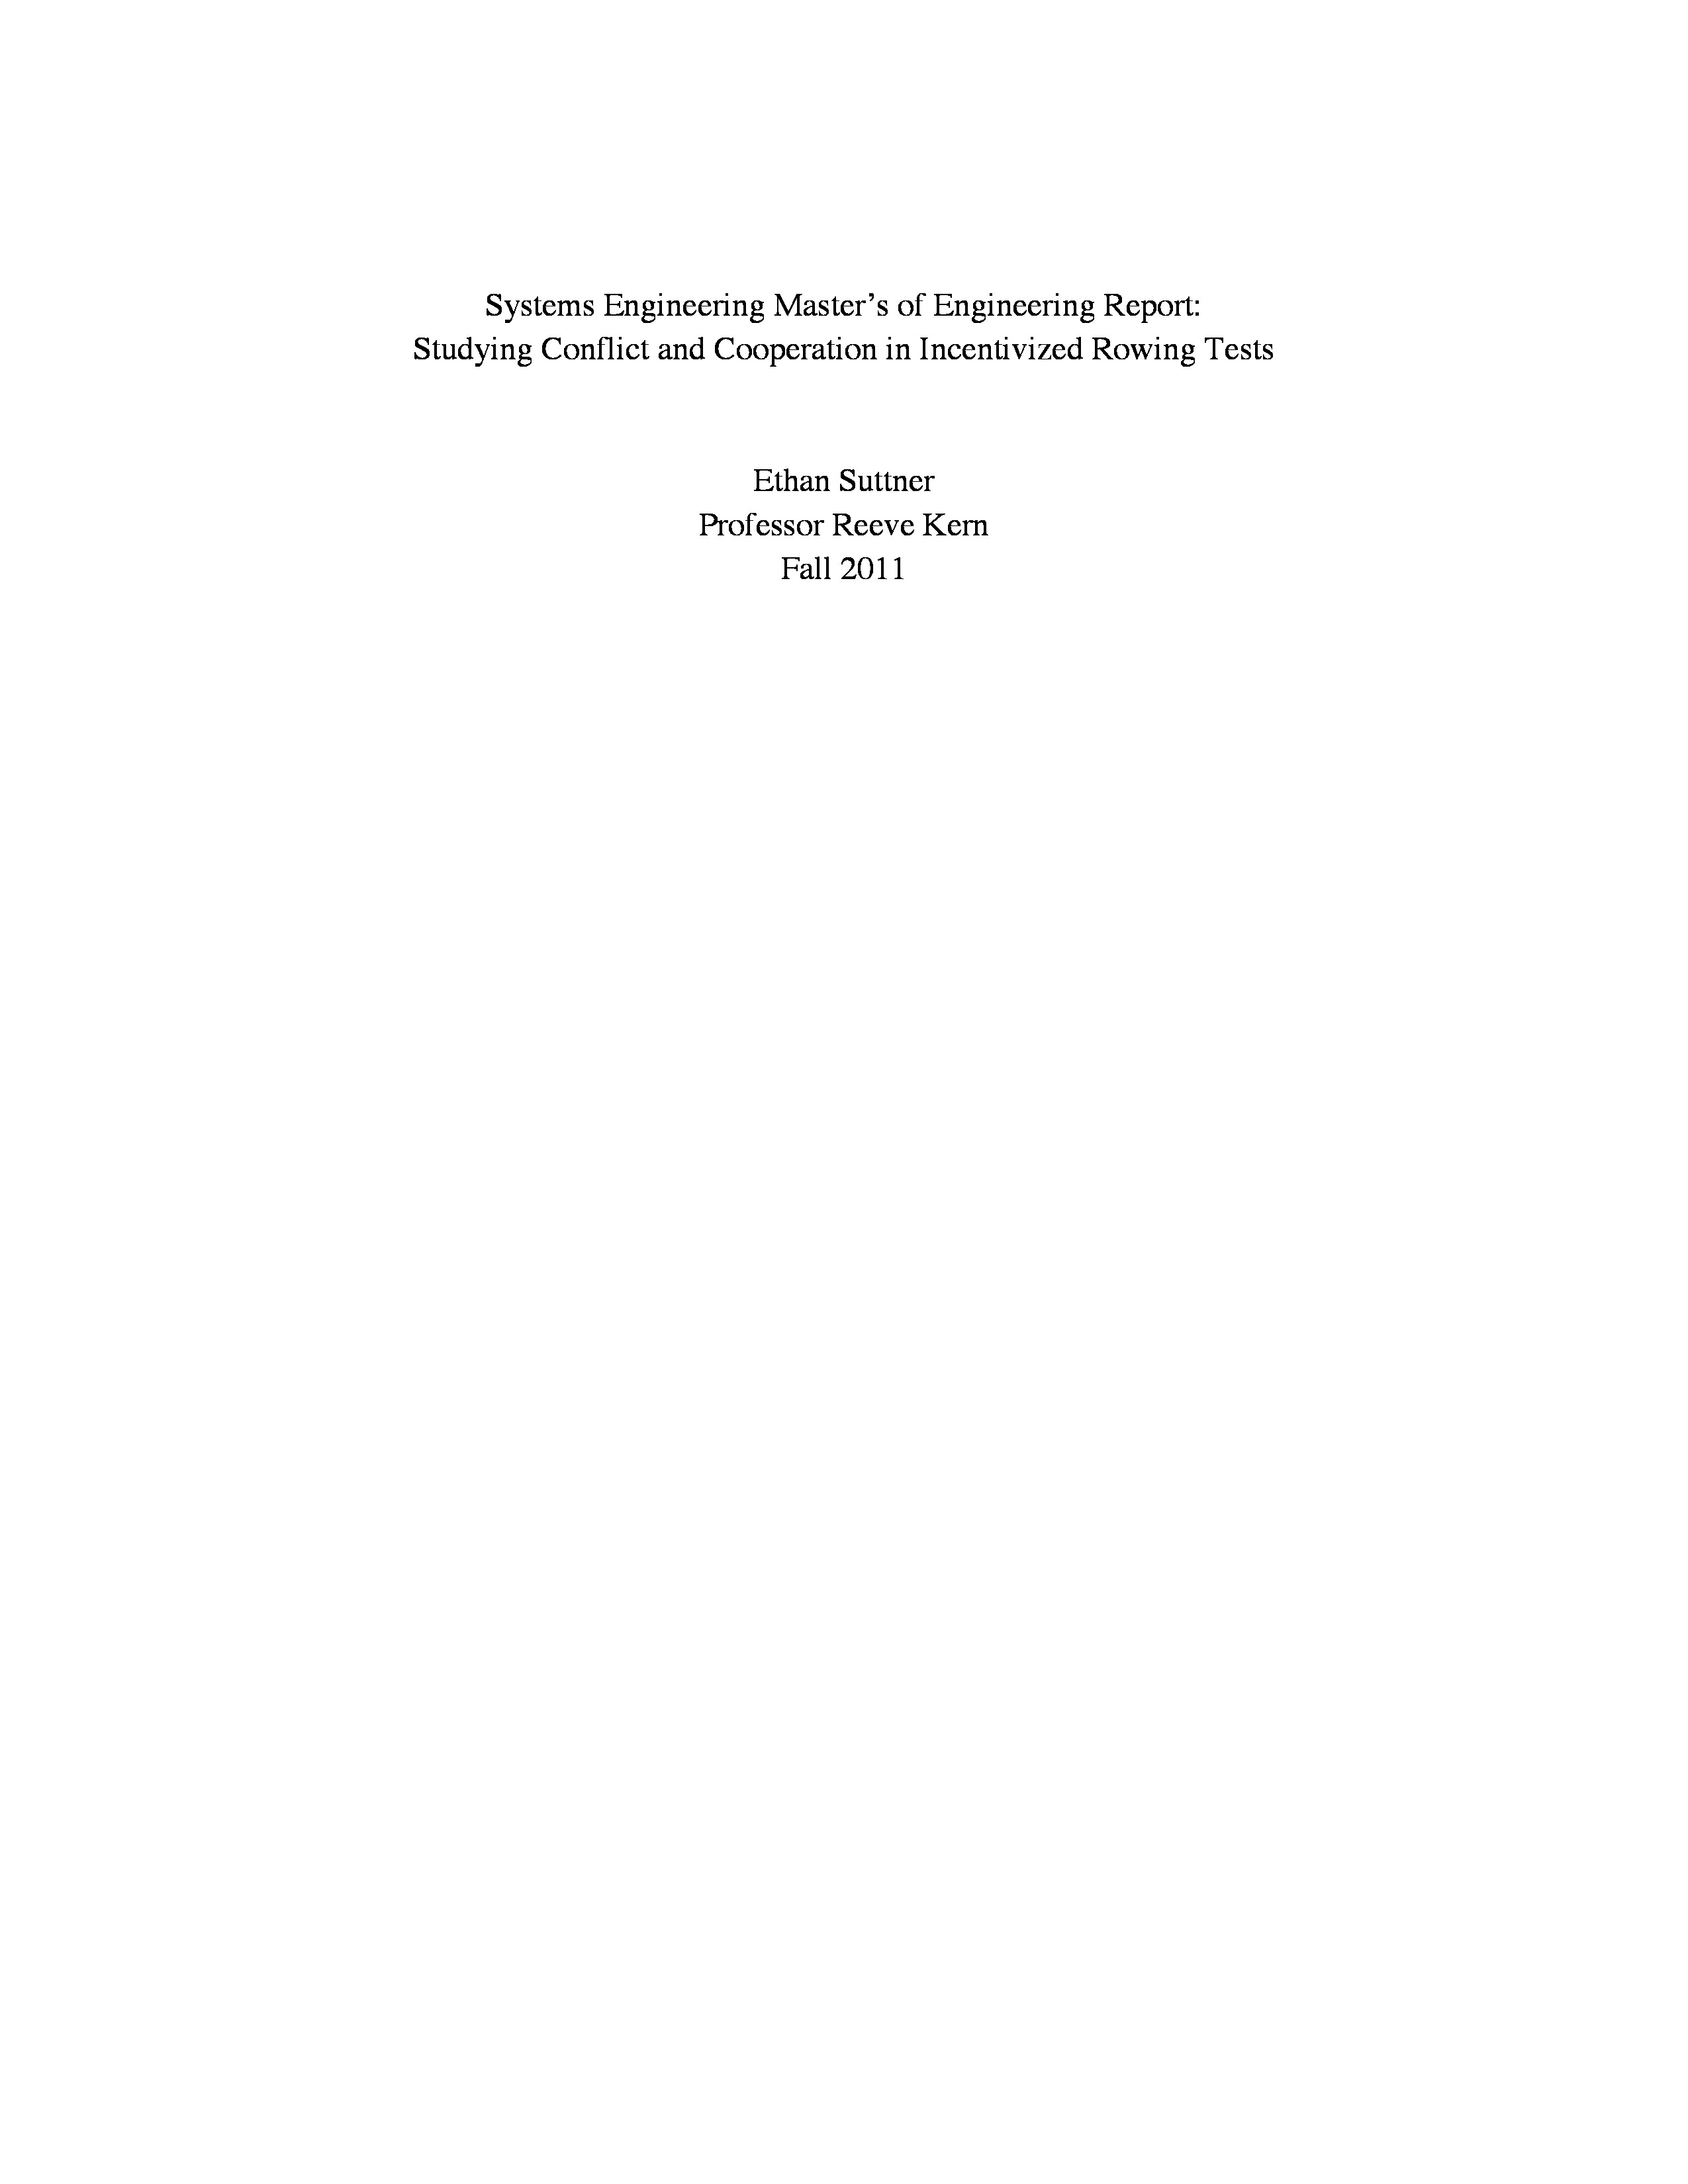 Systems Engineering Master’s of Engineering Report:
Studying Conflict and Cooperation in Incentivized Rowing Tests
Ethan Suttner
Professor Reeve Kern
Fall 2011